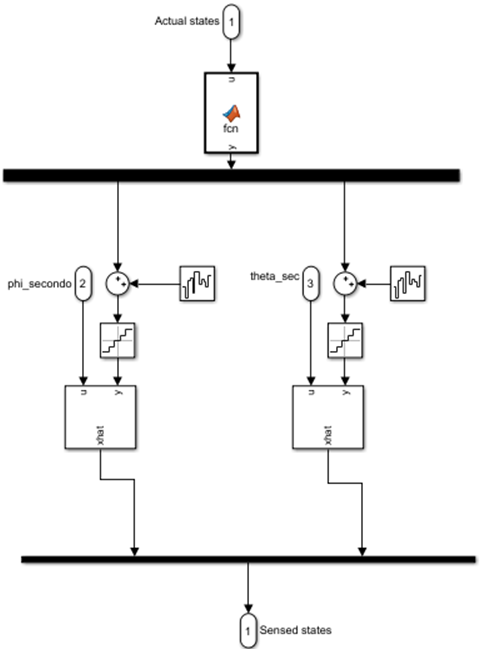 Actual states 1
u
fcn
y
phi_secondo 2
theta_sec 3
u y
xhat
u y
xhat
1 Sensed states